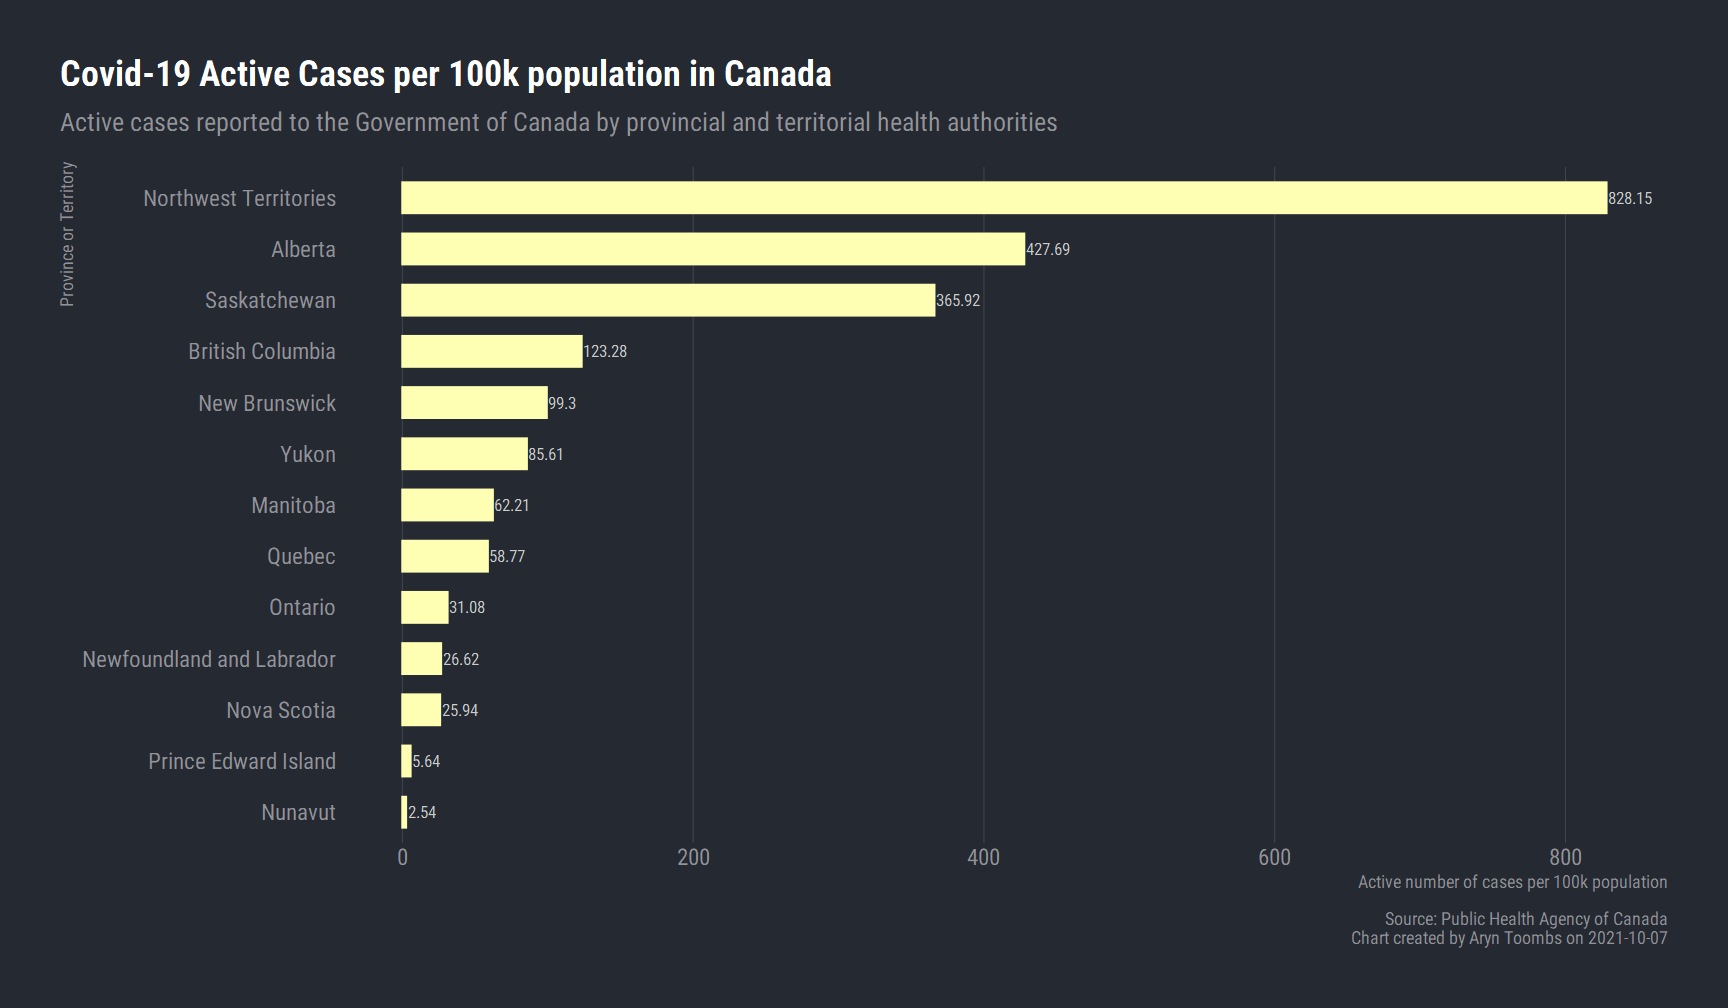 Covid-19 Active Cases per 100k population in Canada
Active cases reported to the Government of Canada by provincial and territorial health authorities
Province or Territory
Northwest Territories 828.15
Alberta 427.69
Saskatchewan 365.92
British Columbia 123.28
New Brunswick 99.3
Yukon 85.61
Manitoba 62.21
Quebec 58.77
Ontario 31.08
Newfoundland and Labrador 26.62
Nova Scotia 25.94
Prince Edward Island 5.64
Nunavut 2.54
0 200 400 600 800
Active number of cases per 100k population
Source: Public Health Agency of Canada
Chart created by Aryn Toombs on 2021-10-07